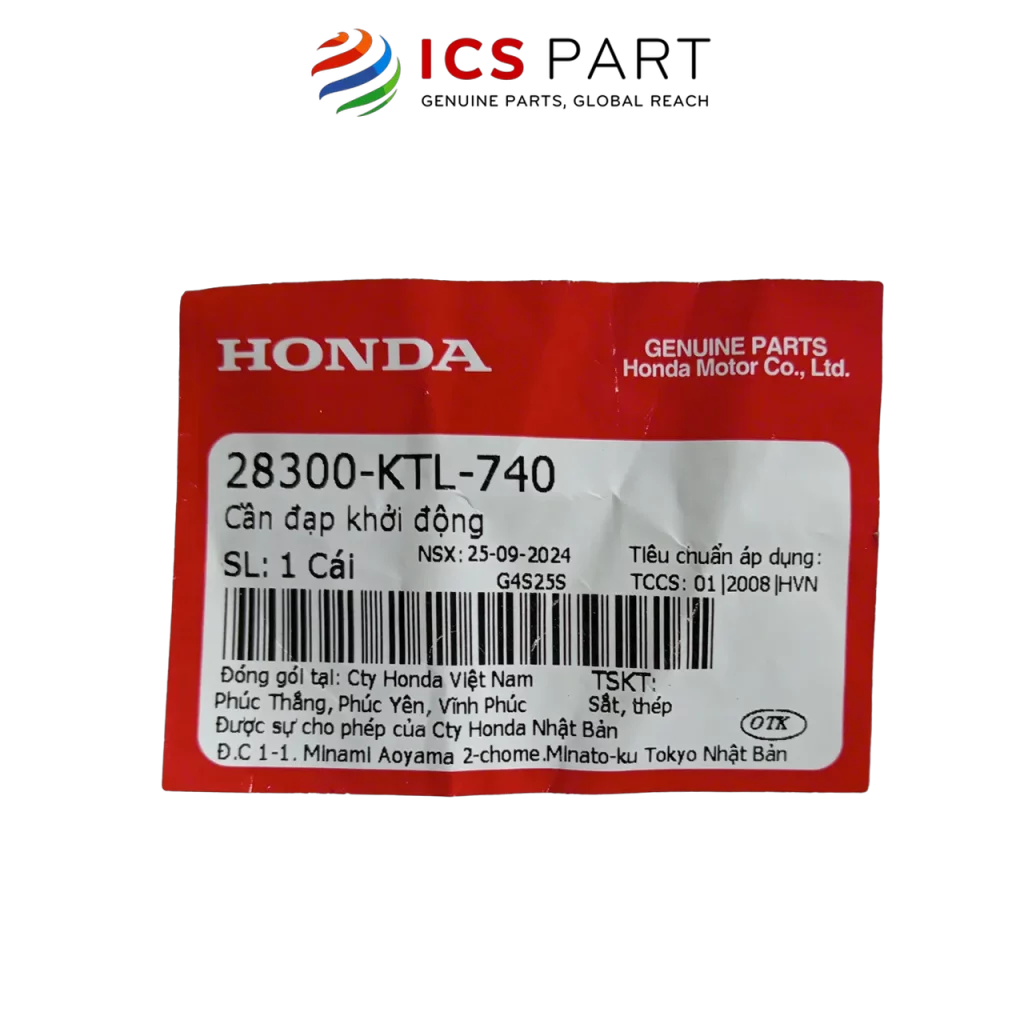 ICS PART
GENUINE PARTS, GLOBAL REACH
HONDA
GENUINE PARTS
Honda Motor Co., Ltd.
28300-KTL-740
Cần đạp khởi động
SL: 1 Cái
NSX: 25-09-2024
G4S25S
Tiêu chuẩn áp dụng:
TCCS: 01|2008|HVN
Đóng gói tại: Cty Honda Việt Nam
Phúc Thắng, Phúc Yên, Vĩnh Phúc
TSKT:
Sắt, thép
Được sự cho phép của Cty Honda Nhật Bản
OTK
Đ.C 1-1. Minami Aoyama 2-chome.Minato-ku Tokyo Nhật Bản